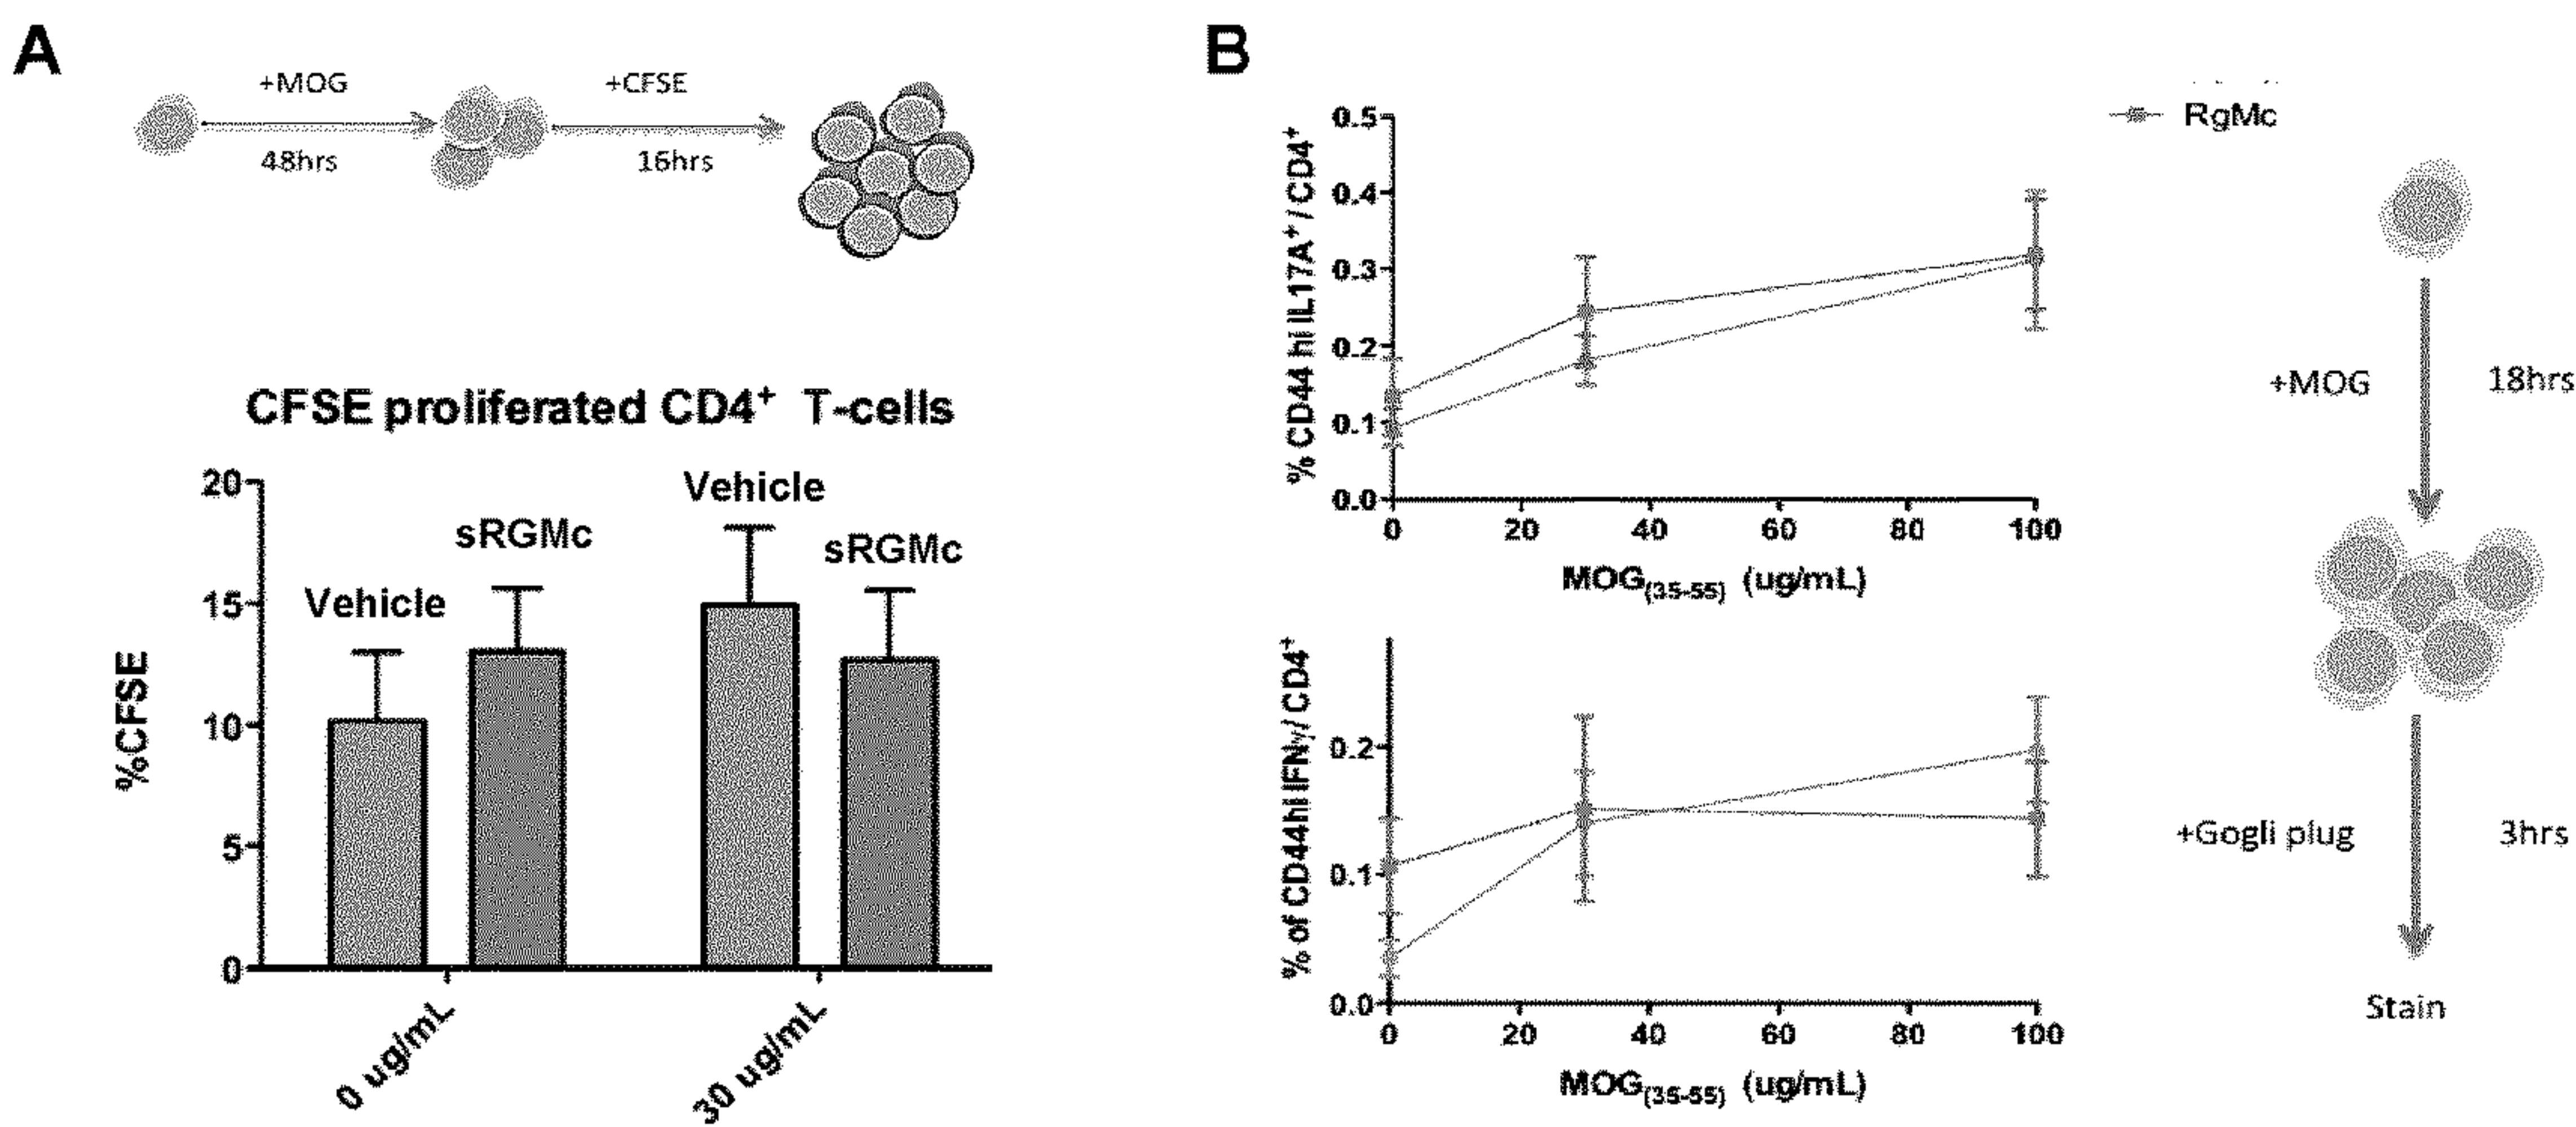 A
+MOG
+CFSE
48hrs
16hrs
CFSE proliferated CD4⁺ T-cells
%CFSE
20
15
10
5
0
Vehicle
sRGMc
Vehicle
sRGMc
0 ug/mL
30 ug/mL
B
RgMc
% CD44 hi IL17A⁺ / CD4⁺
0.5
0.4
0.3
0.2
0.1
0.0
0 20 40 60 80 100
MOG(35-55) (ug/mL)
% of CD44hi IFNγ/ CD4⁺
0.2
0.1
0.0
0 20 40 60 80 100
MOG(35-55) (ug/mL)
+MOG
18hrs
+Gogli plug
3hrs
Stain